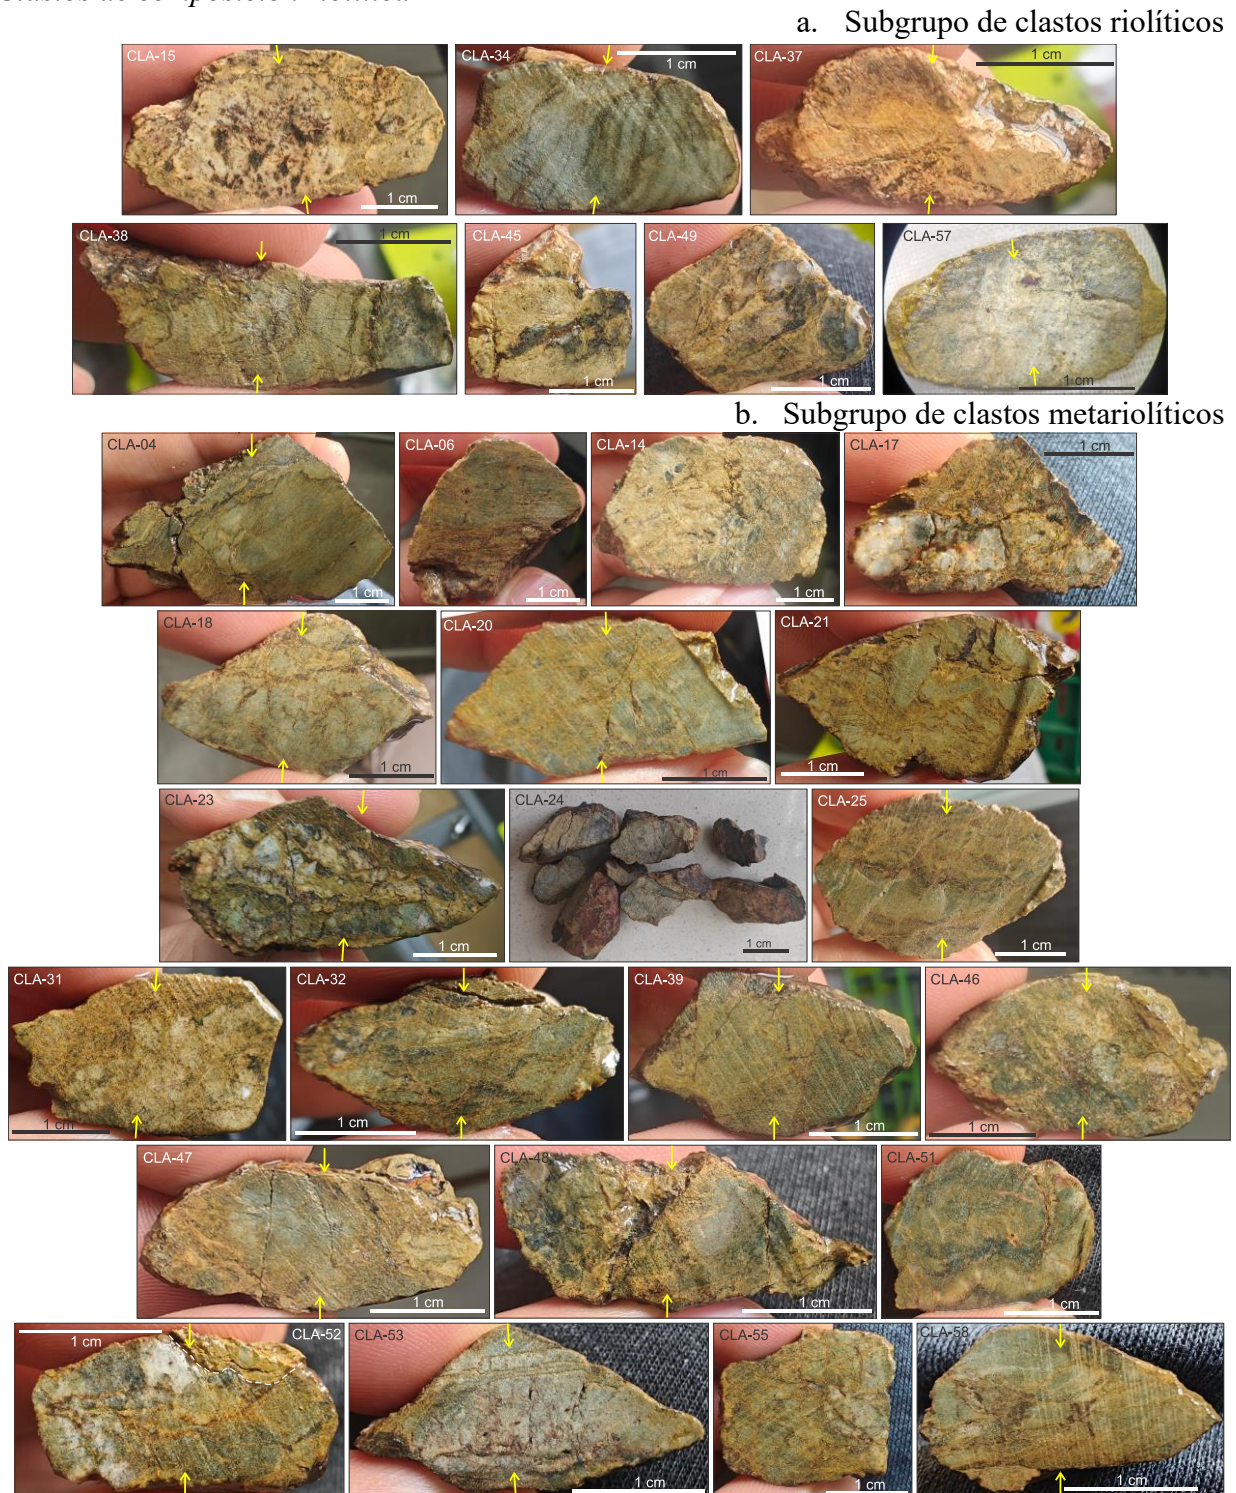 a. Subgrupo de clastos riolíticos
CLA-15
1 cm
CLA-34
1 cm
CLA-37
1 cm
CLA-38
1 cm
CLA-45
1 cm
CLA-49
1 cm
CLA-57
1 cm
b. Subgrupo de clastos metariolíticos
CLA-04
1 cm
CLA-06
1 cm
CLA-14
1 cm
CLA-17
1 cm
CLA-18
1 cm
CLA-20
1 cm
CLA-21
1 cm
CLA-23
1 cm
CLA-24
1 cm
CLA-25
1 cm
CLA-31
1 cm
CLA-32
1 cm
CLA-39
1 cm
CLA-46
1 cm
CLA-47
1 cm
CLA-48
1 cm
CLA-51
1 cm
CLA-52
1 cm
CLA-53
1 cm
CLA-55
1 cm
CLA-58
1 cm